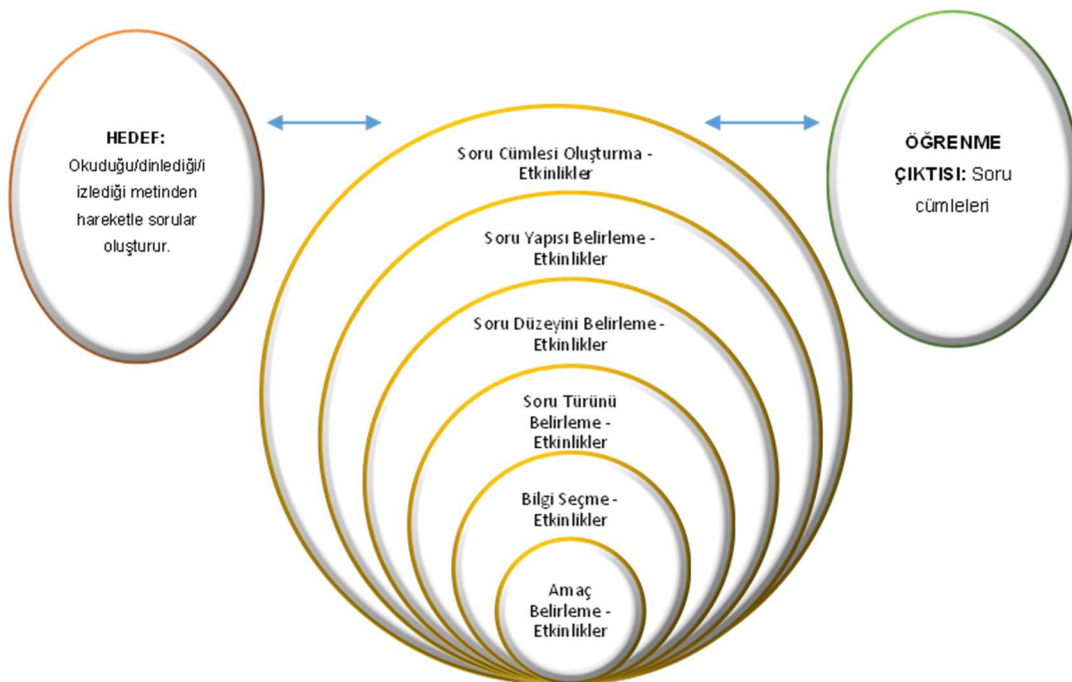 HEDEF:
Okuduğu/dinlediği/i
izlediği metinden
hareketle sorular
oluşturur.
Soru Cümlesi Oluşturma -
Etkinlikler
Soru Yapısı Belirleme -
Etkinlikler
Soru Düzeyini Belirleme -
Etkinlikler
Soru Türünü
Belirleme -
Etkinlikler
Bilgi Seçme -
Etkinlikler
Amaç
Belirleme -
Etkinlikler
ÖĞRENME
ÇIKTISI: Soru
cümleleri